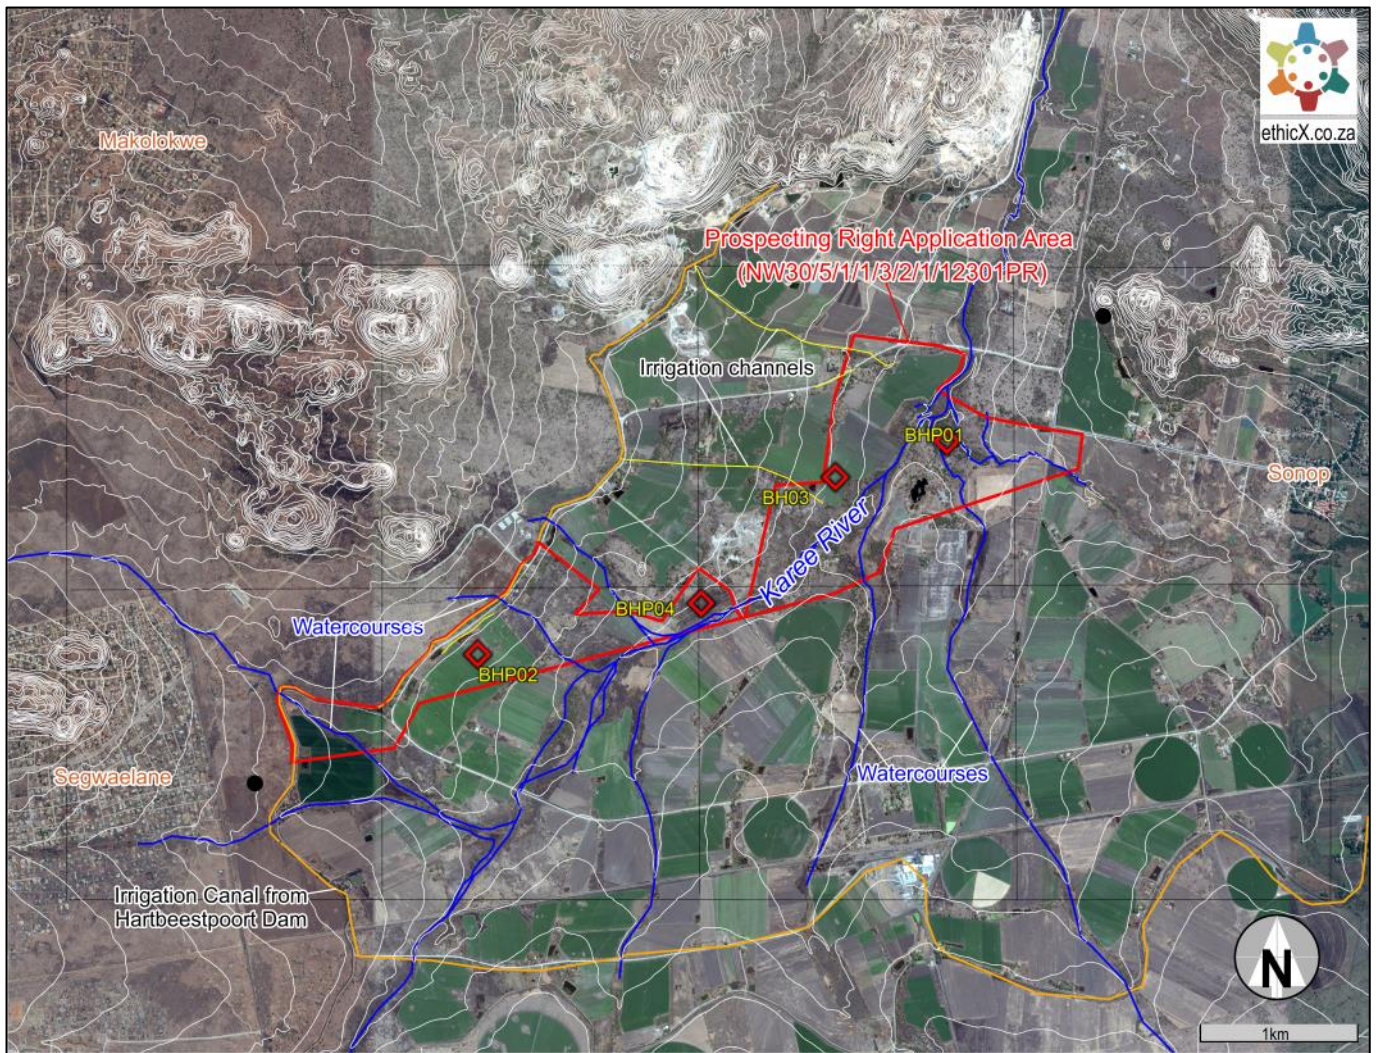 ethicX.co.za
Makolokwe
Prospecting Right Application Area
(NW30/5/1/1/3/2/1/12301PR)
Irrigation channels
BHP01
Sonop
BH03
Karee River
BHP04
Watercourses
BHP02
Segwaelane
Watercourses
Irrigation Canal from
Hartbeestpoort Dam
N
1km